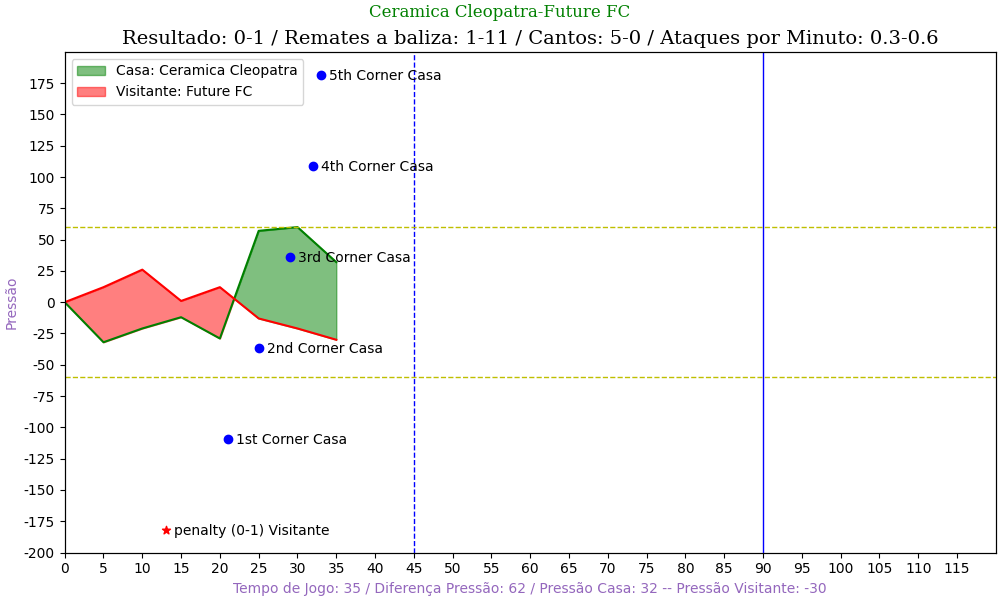 Ceramica Cleopatra-Future FC
Resultado: 0-1 / Remates a baliza: 1-11 / Cantos: 5-0 / Ataques por Minuto: 0.3-0.6
Casa: Ceramica Cleopatra
Visitante: Future FC
5th Corner Casa
4th Corner Casa
3rd Corner Casa
2nd Corner Casa
1st Corner Casa
penalty (0-1) Visitante
Pressão
175
150
125
100
75
50
25
0
-25
-50
-75
-100
-125
-150
-175
-200
0 5 10 15 20 25 30 35 40 45 50 55 60 65 70 75 80 85 90 95 100 105 110 115
Tempo de Jogo: 35 / Diferença Pressão: 62 / Pressão Casa: 32 -- Pressão Visitante: -30